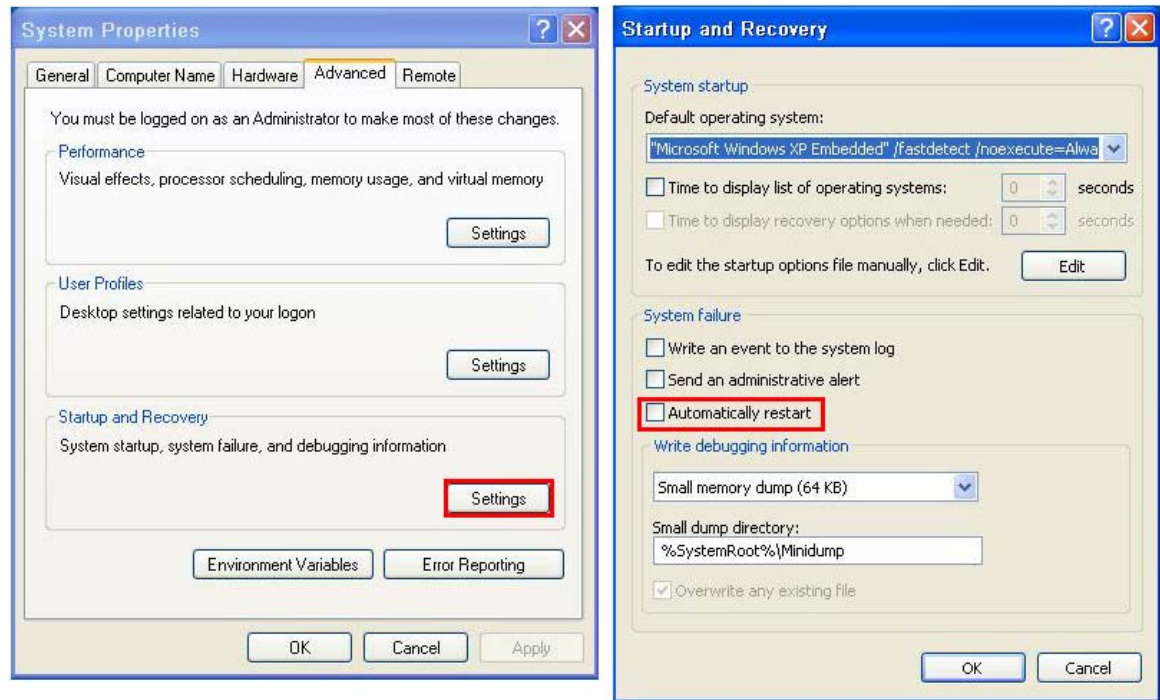 System Properties
General
Computer Name
Hardware
Advanced
Remote
You must be logged on as an Administrator to make most of these changes.
Performance
Visual effects, processor scheduling, memory usage, and virtual memory
Settings
User Profiles
Desktop settings related to your logon
Settings
Startup and Recovery
System startup, system failure, and debugging information
Settings
Environment Variables
Error Reporting
OK
Cancel
Apply
Startup and Recovery
System startup
Default operating system:
"Microsoft Windows XP Embedded" /fastdetect /noexecute=Alwa
Time to display list of operating systems: 0 seconds
Time to display recovery options when needed: 0 seconds
To edit the startup options file manually, click Edit.
Edit
System failure
Write an event to the system log
Send an administrative alert
Automatically restart
Write debugging information
Small memory dump (64 KB)
Small dump directory:
%SystemRoot%\Minidump
Overwrite any existing file
OK
Cancel